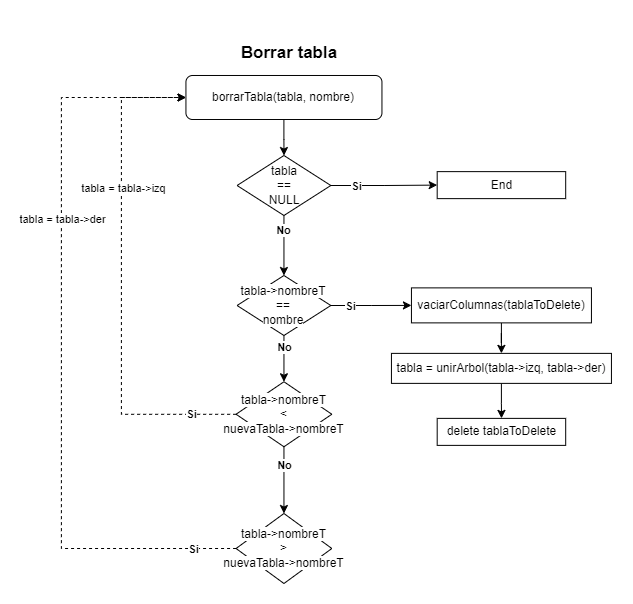 Borrar tabla
borrarTabla(tabla, nombre)
tabla
==
NULL
Si
End
tabla = tabla->izq
tabla = tabla->der
No
tabla->nombreT
==
nombre
Si
vaciarColumnas(tablaToDelete)
No
tabla = unirArbol(tabla->izq, tabla->der)
tabla->nombreT
<
nuevaTabla->nombreT
Si
delete tablaToDelete
No
tabla->nombreT
>
nuevaTabla->nombreT
Si